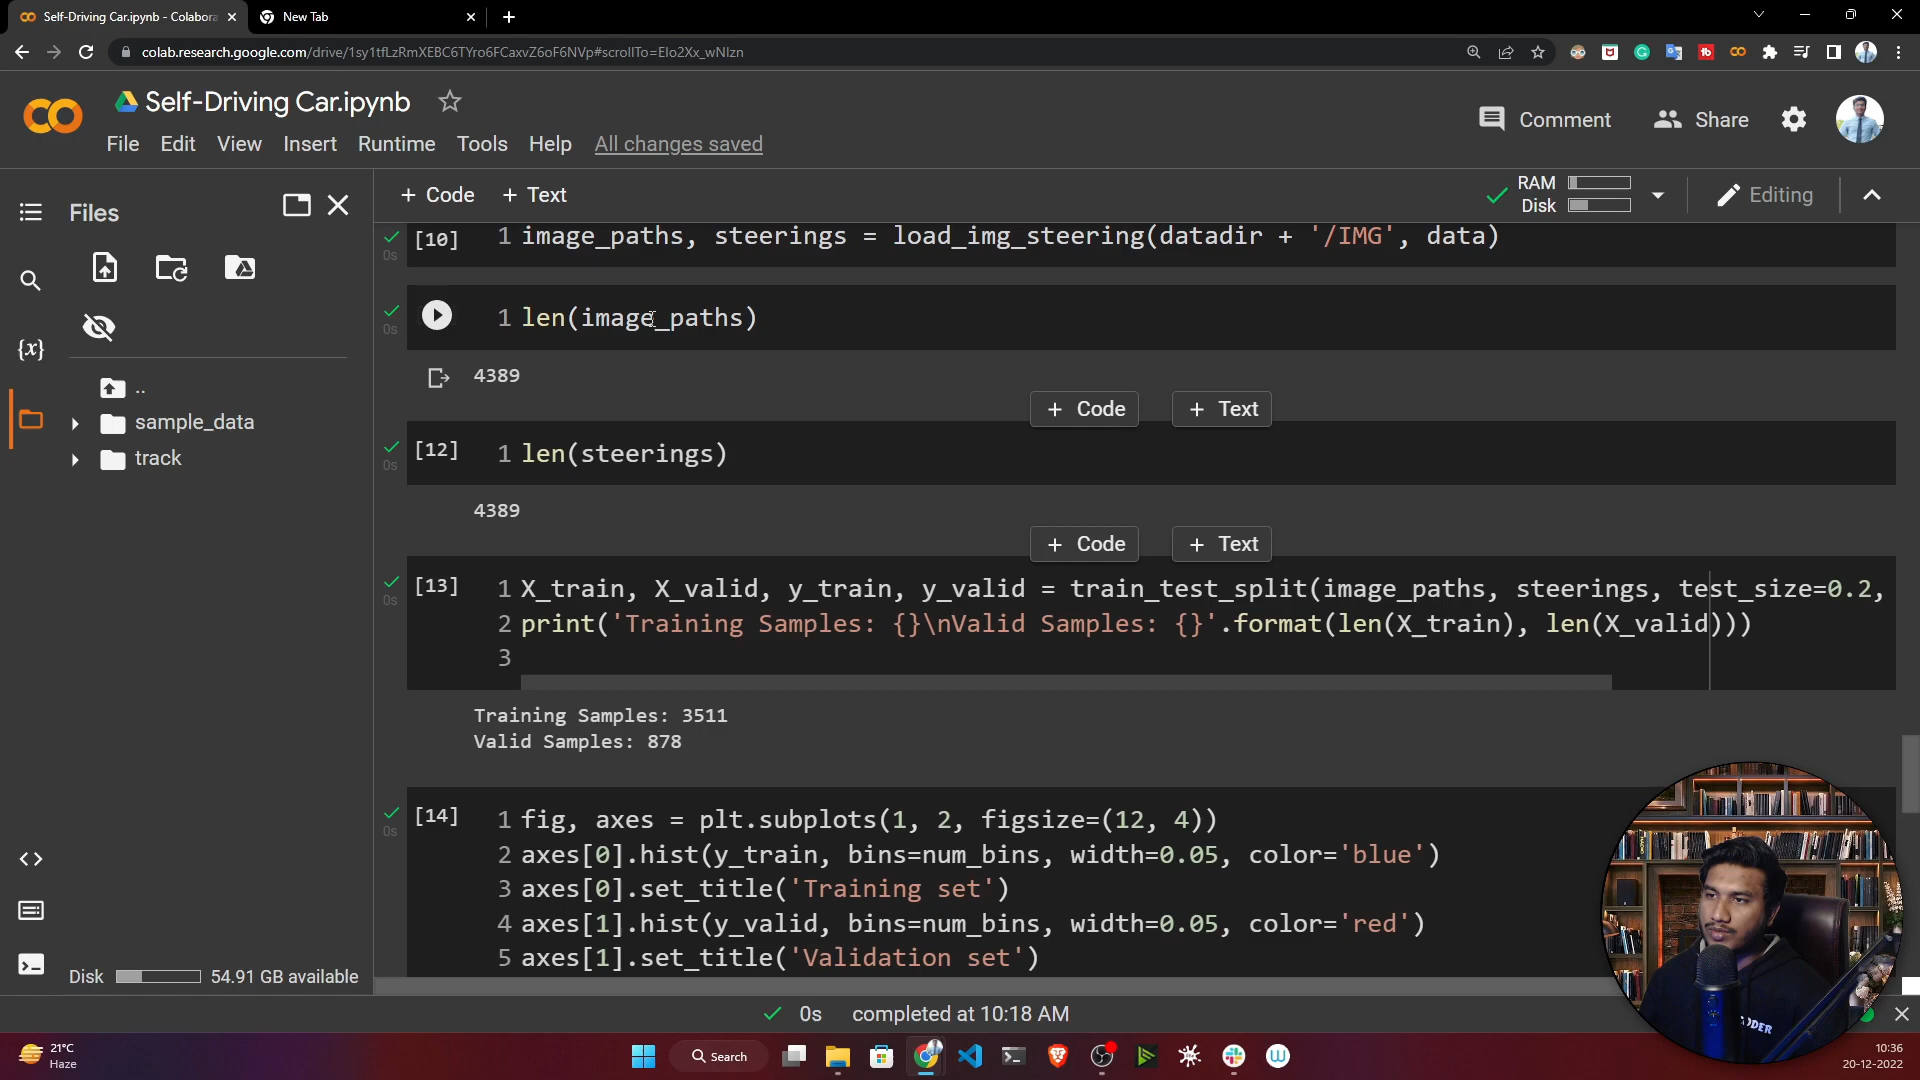 Self-Driving Car.ipynb - Colabora
New Tab
colab.research.google.com/drive/1sy1tfLzRmXEBC6TYro6FCaxvZ6oF6NVp#scrollTo=EIo2Xx_wNIzn
Self-Driving Car.ipynb
File Edit View Insert Runtime Tools Help All changes saved
Comment Share
Files
+ Code + Text
RAM
Disk
Editing
.. 
sample_data
track
Disk 54.91 GB available
[10] 1 image_paths, steerings = load_img_steering(datadir + '/IMG', data)
0s
1 len(image_paths)
0s
4389
+ Code + Text
[12] 1 len(steerings)
0s
4389
+ Code + Text
[13] 1 X_train, X_valid, y_train, y_valid = train_test_split(image_paths, steerings, test_size=0.2,
0s
2 print('Training Samples: {}\nValid Samples: {}'.format(len(X_train), len(X_valid)))
3
Training Samples: 3511
Valid Samples: 878
[14] 1 fig, axes = plt.subplots(1, 2, figsize=(12, 4))
0s
2 axes[0].hist(y_train, bins=num_bins, width=0.05, color='blue')
3 axes[0].set_title('Training set')
4 axes[1].hist(y_valid, bins=num_bins, width=0.05, color='red')
5 axes[1].set_title('Validation set')
0s completed at 10:18 AM
21°C
Haze
Search
10:36
20-12-2022